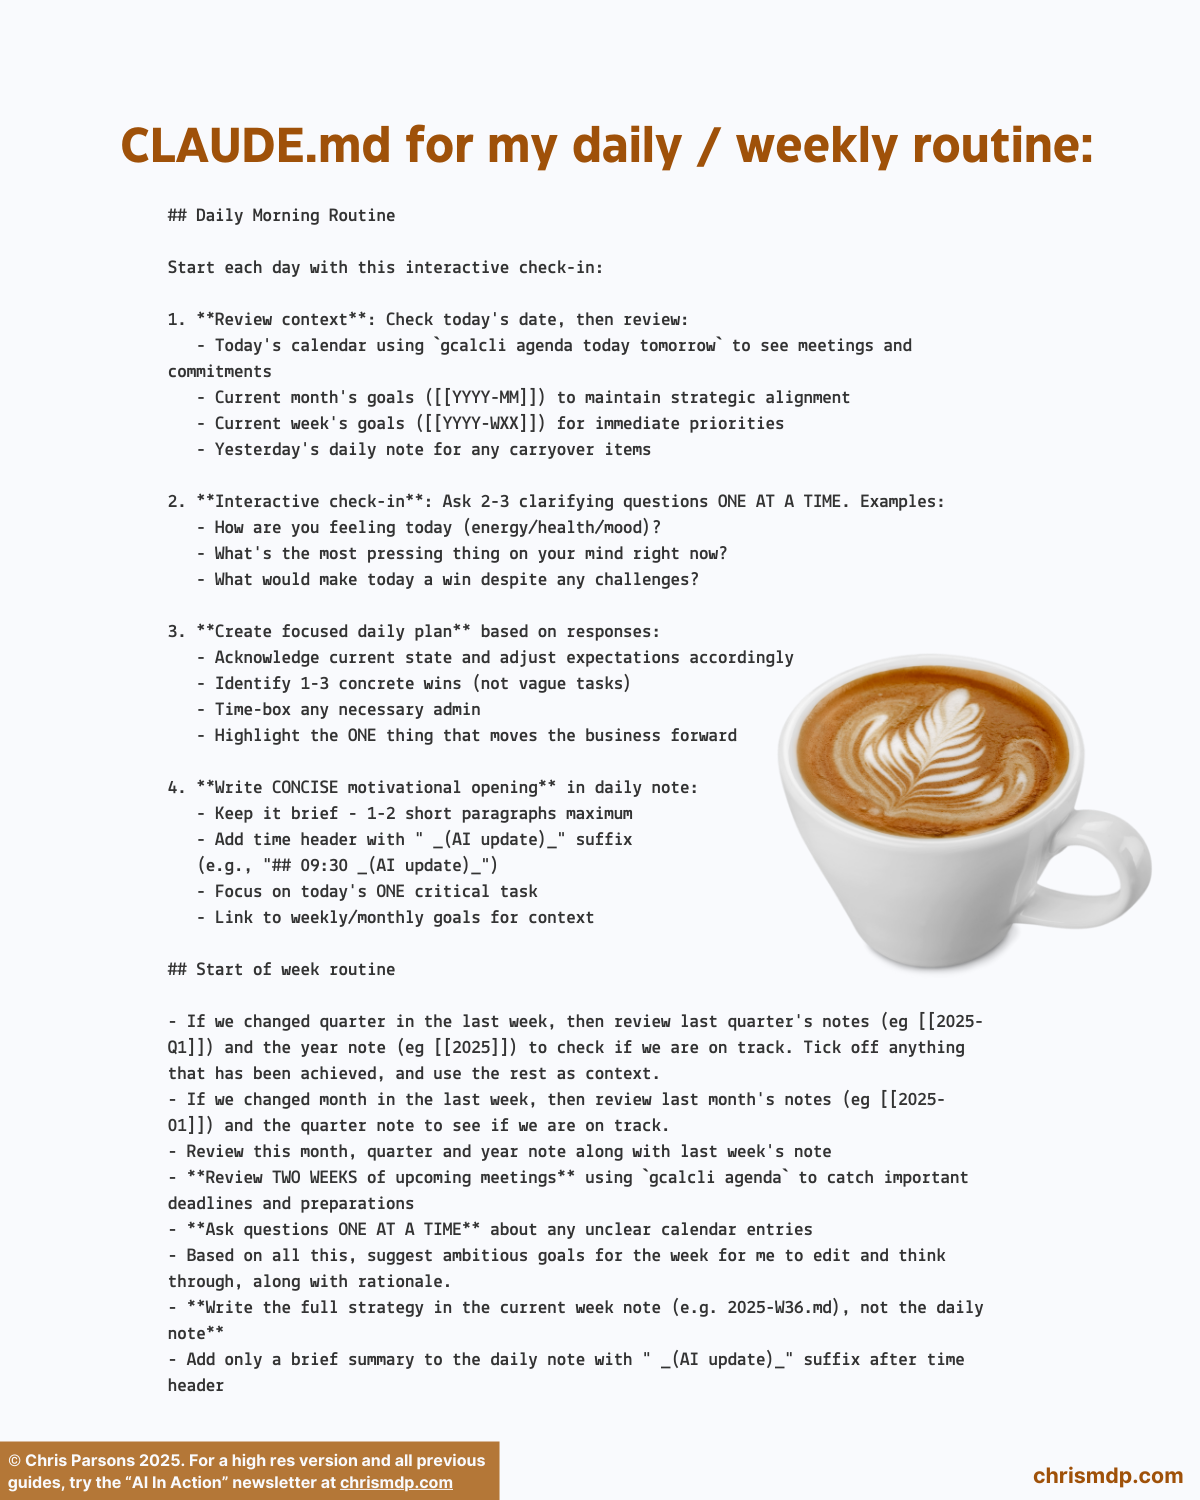 CLAUDE.md for my daily / weekly routine:
## Daily Morning Routine
Start each day with this interactive check-in:
1. **Review context**: Check today's date, then review:
   - Today's calendar using `gcalcli agenda today tomorrow` to see meetings and
commitments
   - Current month's goals ([[YYYY-MM]]) to maintain strategic alignment
   - Current week's goals ([[YYYY-WXX]]) for immediate priorities
   - Yesterday's daily note for any carryover items
2. **Interactive check-in**: Ask 2-3 clarifying questions ONE AT A TIME. Examples:
   - How are you feeling today (energy/health/mood)?
   - What's the most pressing thing on your mind right now?
   - What would make today a win despite any challenges?
3. **Create focused daily plan** based on responses:
   - Acknowledge current state and adjust expectations accordingly
   - Identify 1-3 concrete wins (not vague tasks)
   - Time-box any necessary admin
   - Highlight the ONE thing that moves the business forward
4. **Write CONCISE motivational opening** in daily note:
   - Keep it brief - 1-2 short paragraphs maximum
   - Add time header with " _(AI update)_" suffix
   (e.g., "## 09:30 _(AI update)_")
   - Focus on today's ONE critical task
   - Link to weekly/monthly goals for context
## Start of week routine
- If we changed quarter in the last week, then review last quarter's notes (eg [[2025-
Q1]]) and the year note (eg [[2025]]) to check if we are on track. Tick off anything
that has been achieved, and use the rest as context.
- If we changed month in the last week, then review last month's notes (eg [[2025-
01]]) and the quarter note to see if we are on track.
- Review this month, quarter and year note along with last week's note
- **Review TWO WEEKS of upcoming meetings** using `gcalcli agenda` to catch important
deadlines and preparations
- **Ask questions ONE AT A TIME** about any unclear calendar entries
- Based on all this, suggest ambitious goals for the week for me to edit and think
through, along with rationale.
- **Write the full strategy in the current week note (e.g. 2025-W36.md), not the daily
note**
- Add only a brief summary to the daily note with " _(AI update)_" suffix after time
header
© Chris Parsons 2025. For a high res version and all previous
guides, try the “AI In Action” newsletter at chrismdp.com
chrismdp.com